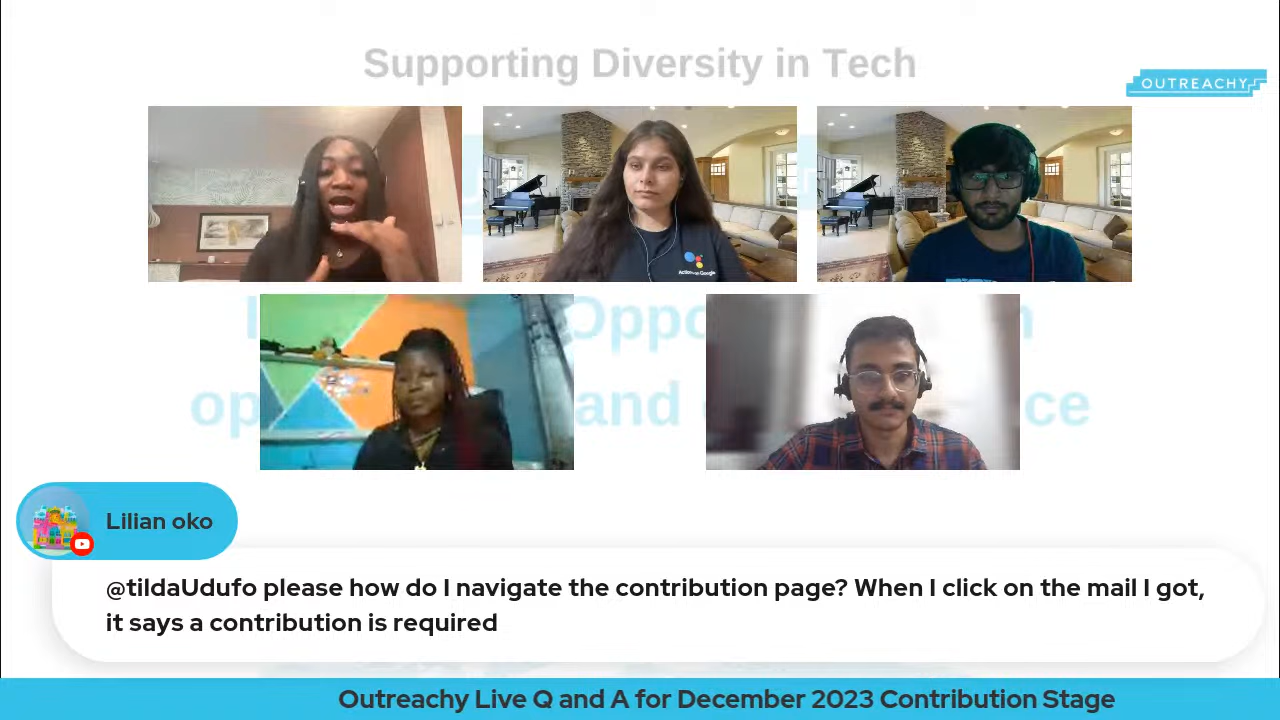 Supporting Diversity in Tech
OUTREACHY
Lilian oko
@tildaUdufo please how do I navigate the contribution page? When I click on the mail I got,
it says a contribution is required
Outreachy Live Q and A for December 2023 Contribution Stage